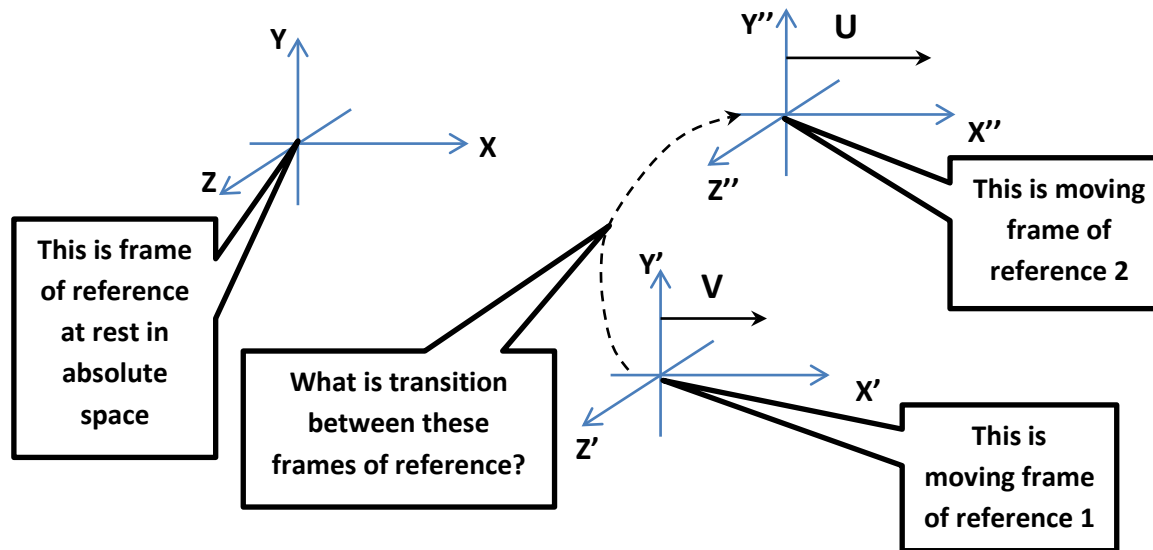 Y
X
Z
This is frame
of reference
at rest in
absolute
space
What is transition
between these
frames of reference?
Y’’
U
X’’
Z’’
This is moving
frame of
reference 2
Y’
V
X’
Z’
This is
moving frame
of reference 1